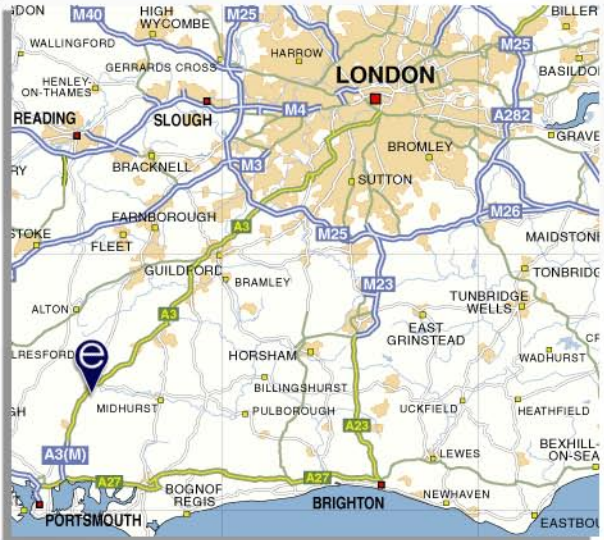 DON
M40
HIGH
WYCOMBE
M25
M25
BILLER
WALLINGFORD
HARROW
GERRARDS CROSS
LONDON
BASILDO
HENLEY-
ON-THAMES
READING
SLOUGH
M4
A282
GRAVE
BROMLEY
RY
BRACKNELL
M3
SUTTON
FARNBOROUGH
A3
M26
STOKE
FLEET
M25
MAIDSTON
GUILDFORD
BRAMLEY
TONBRIDG
M23
ALTON
A3
TUNBRIDGE
WELLS
EAST
GRINSTEAD
LRESFORD
e
HORSHAM
CR
WADHURST
BILLINGSHURST
GH
MIDHURST
PULBOROUGH
UCKFIELD
HEATHFIELD
A23
A3(M)
BEXHILL-
ON-SEA
LEWES
A27
A27
BOGNOR
REGIS
BRIGHTON
NEWHAVEN
PORTSMOUTH
EASTBOU